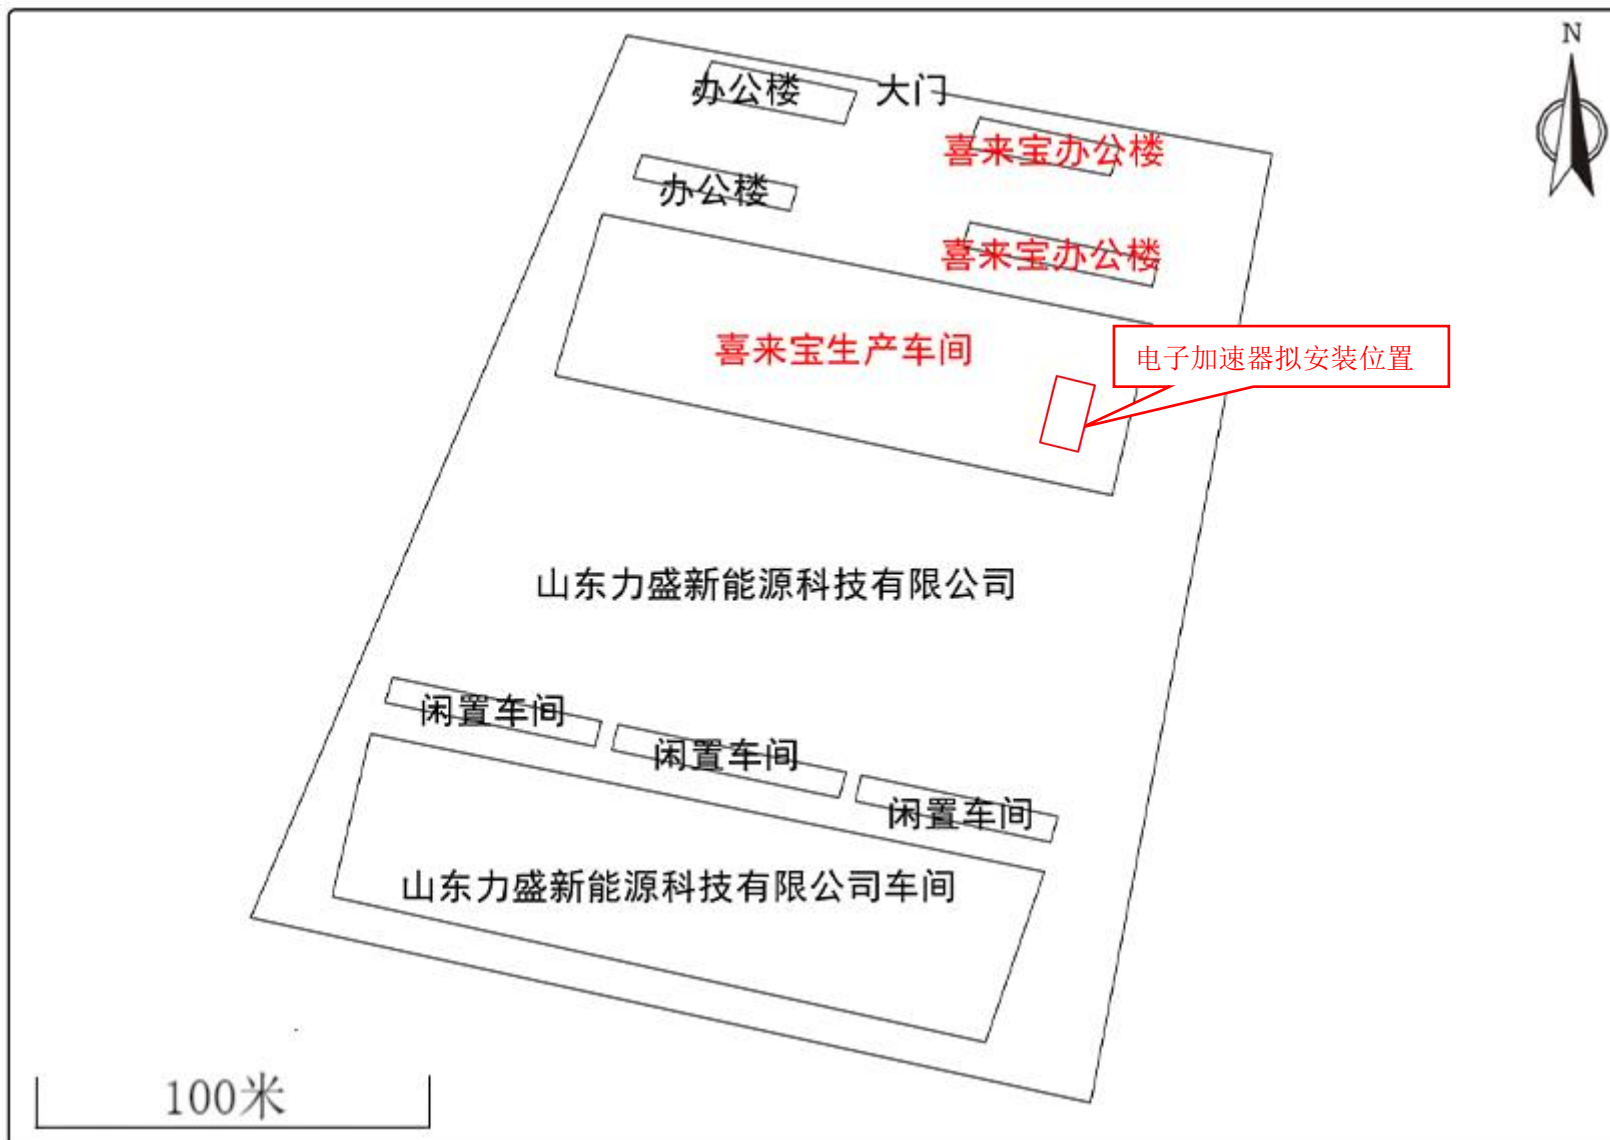 N
办公楼
大门
喜来宝办公楼
办公楼
喜来宝办公楼
喜来宝生产车间
电子加速器拟安装位置
山东力盛新能源科技有限公司
闲置车间
闲置车间
闲置车间
山东力盛新能源科技有限公司车间
100米